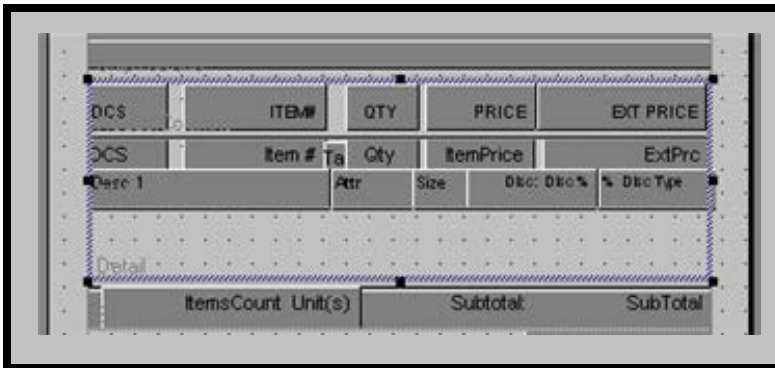 DCS ITEM# QTY PRICE EXT PRICE
DCS Item # Ta Qty ItemPrice ExtPrc
Desc 1 Attr Size Disc: Disc % % Disc Type
Detail
ItemsCount Unit(s) Subtotal: SubTotal